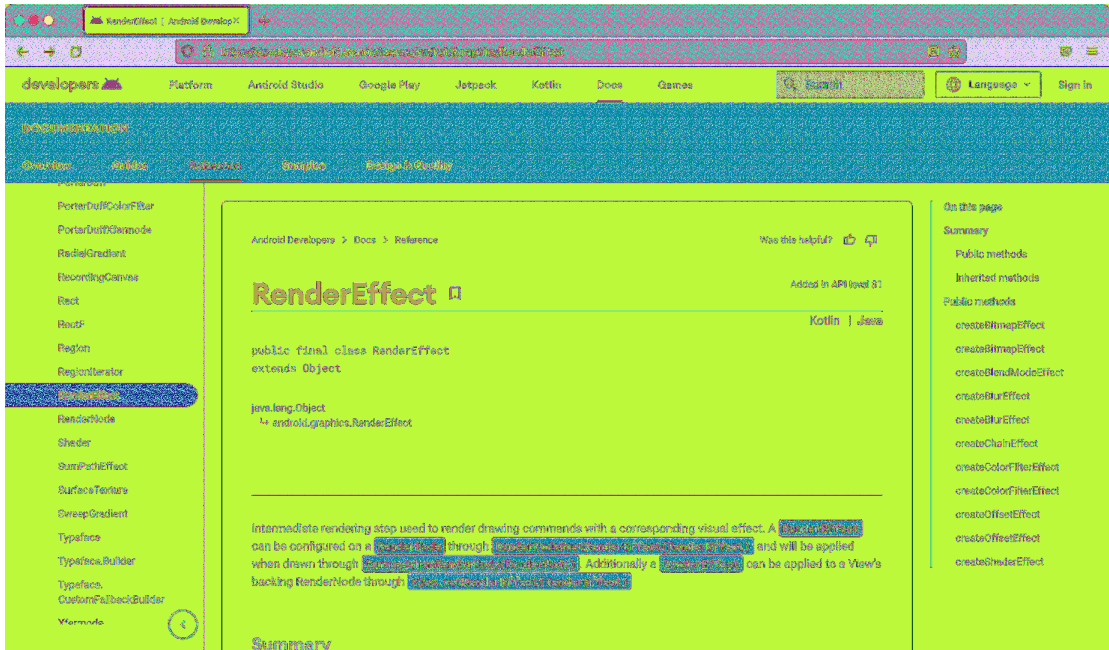 RenderEffect | Android Develop
developers
Platform
Android Studio
Google Play
Jetpack
Kotlin
Docs
Games
Search
Language
Sign in
DOCUMENTATION
Overview
Guides
Reference
Samples
Design & Quality
PorterDuff
PorterDuffColorFilter
PorterDuffXfermode
RadialGradient
RecordingCanvas
Rect
RectF
Region
RegionIterator
RenderEffect
RenderNode
Shader
SumPathEffect
SurfaceTexture
SweepGradient
Typeface
Typeface.Builder
Typeface.
CustomFallbackBuilder
Xfermode
Android Developers > Docs > Reference
Was this helpful?
RenderEffect
Added in API level 31
Kotlin | Java
public final class RenderEffect
extends Object
java.lang.Object
↳ android.graphics.RenderEffect
Intermediate rendering step used to render drawing commands with a corresponding visual effect. A RenderEffect
can be configured on a RenderNode through and will be applied
when drawn through Additionally a RenderEffect can be applied to a View's
backing RenderNode through
Summary
On this page
Summary
Public methods
Inherited methods
Public methods
createBitmapEffect
createBitmapEffect
createBlendModeEffect
createBlurEffect
createBlurEffect
createChainEffect
createColorFilterEffect
createColorFilterEffect
createOffsetEffect
createOffsetEffect
createShaderEffect